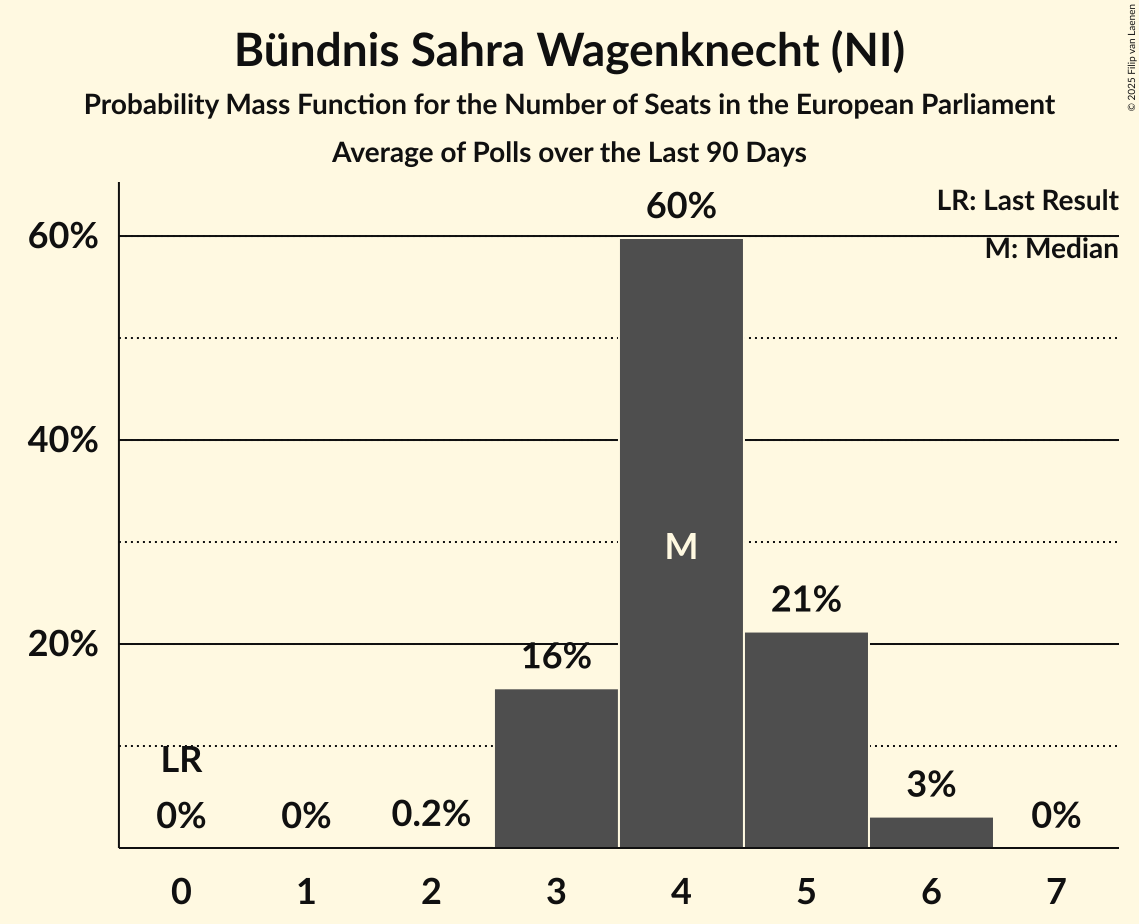 Bündnis Sahra Wagenknecht (NI)
Probability Mass Function for the Number of Seats in the European Parliament
Average of Polls over the Last 90 Days
© 2025 Filip van Laenen
LR: Last Result
M: Median
60%
40%
20%
LR
0%
0%
0.2%
16%
60%
M
21%
3%
0%
0
1
2
3
4
5
6
7